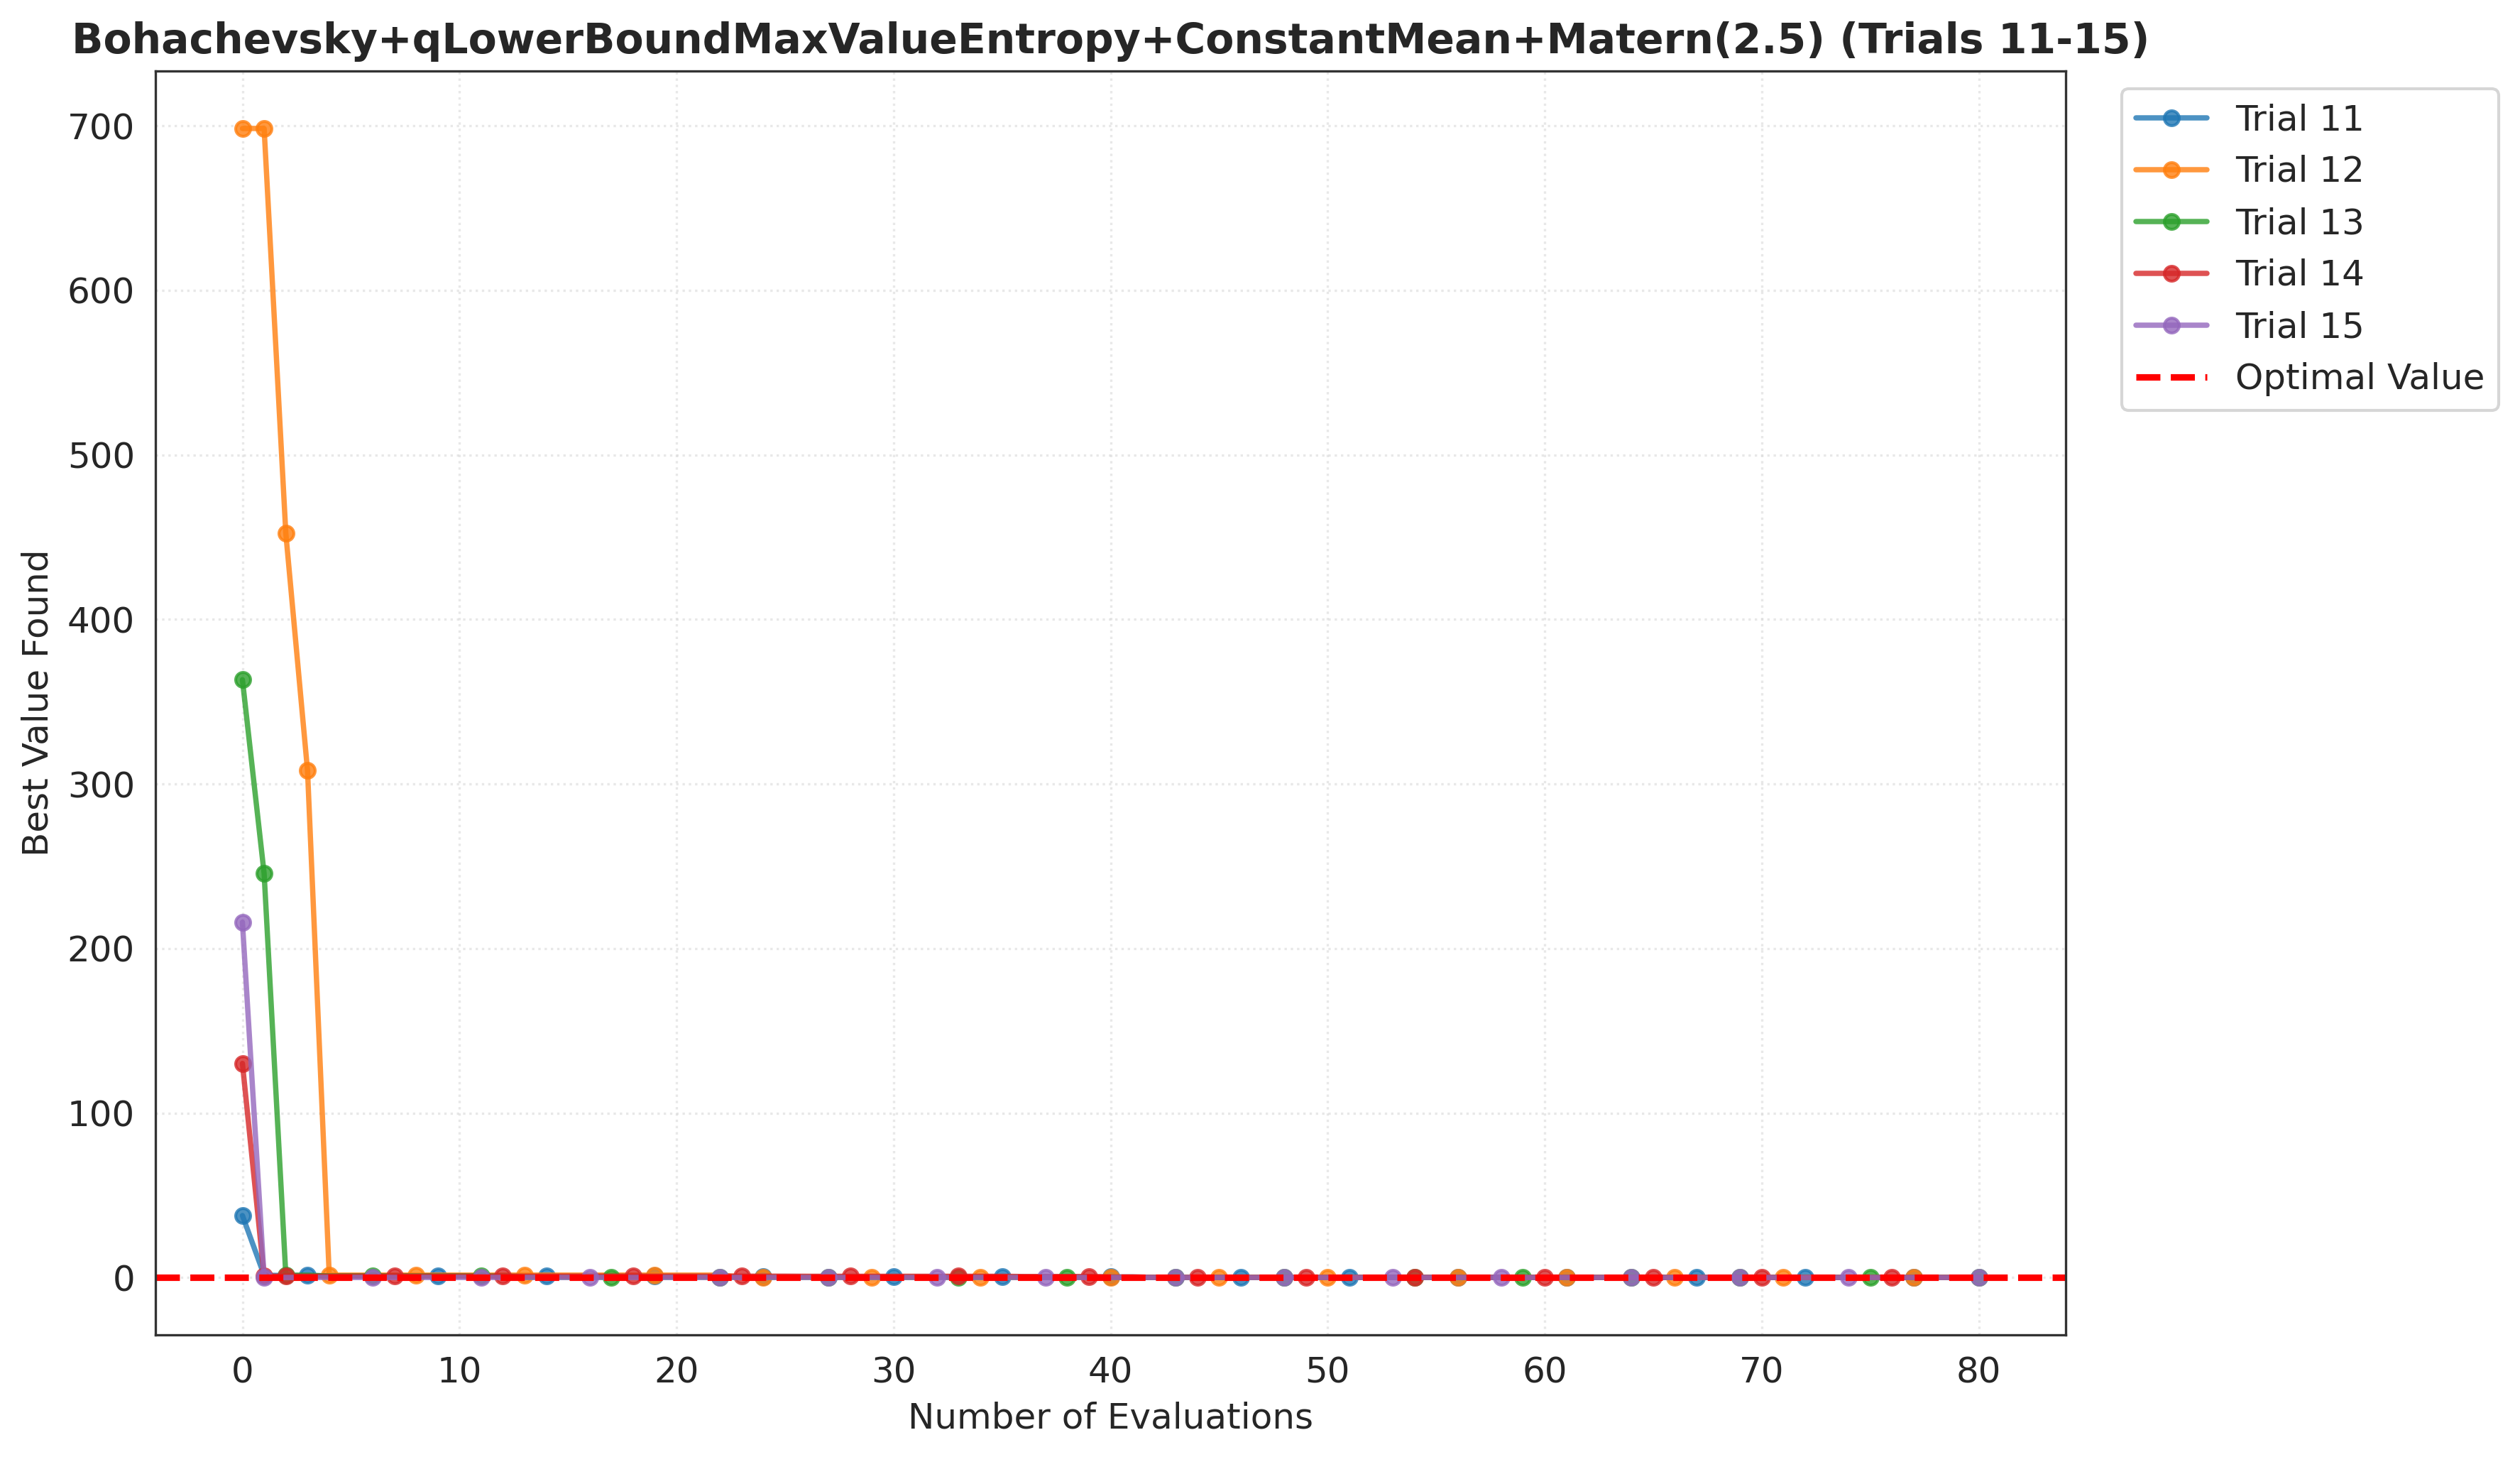 Bohachevsky+qLowerBoundMaxValueEntropy+ConstantMean+Matern(2.5) (Trials 11-15)
Best Value Found
700
600
500
400
300
200
100
0
0 10 20 30 40 50 60 70 80
Number of Evaluations
Trial 11
Trial 12
Trial 13
Trial 14
Trial 15
Optimal Value